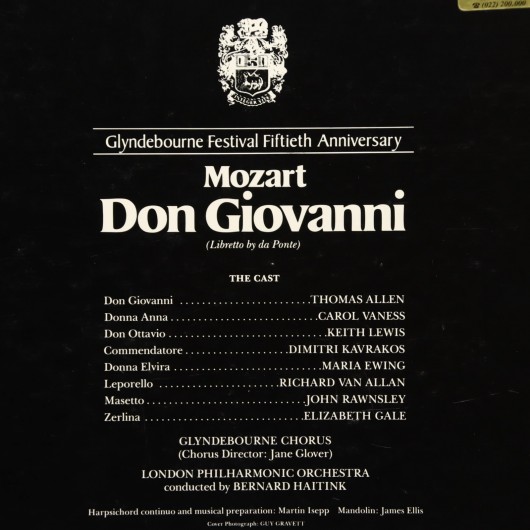 ☎ (022) 200.000
Glyndebourne Festival Fiftieth Anniversary
Mozart
Don Giovanni
(Libretto by da Ponte)
THE CAST
Don Giovanni ........................THOMAS ALLEN
Donna Anna...........................CAROL VANESS
Don Ottavio.............................KEITH LEWIS
Commendatore...................DIMITRI KAVRAKOS
Donna Elvira...........................MARIA EWING
Leporello .......................RICHARD VAN ALLAN
Masetto.............................JOHN RAWNSLEY
Zerlina .............................ELIZABETH GALE
GLYNDEBOURNE CHORUS
(Chorus Director: Jane Glover)
LONDON PHILHARMONIC ORCHESTRA
conducted by BERNARD HAITINK
Harpsichord continuo and musical preparation: Martin Isepp Mandolin: James Ellis
Cover Photograph: GUY GRAVETT